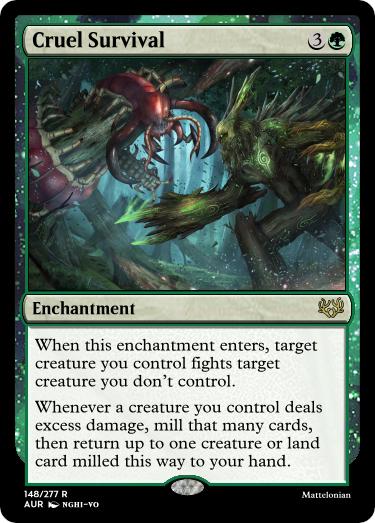 Cruel Survival 3
Enchantment
When this enchantment enters, target
creature you control fights target
creature you don't control.
Whenever a creature you control deals
excess damage, mill that many cards,
then return up to one creature or land
card milled this way to your hand.
148/277 R
AUR NGHI-VO
Mattelonian